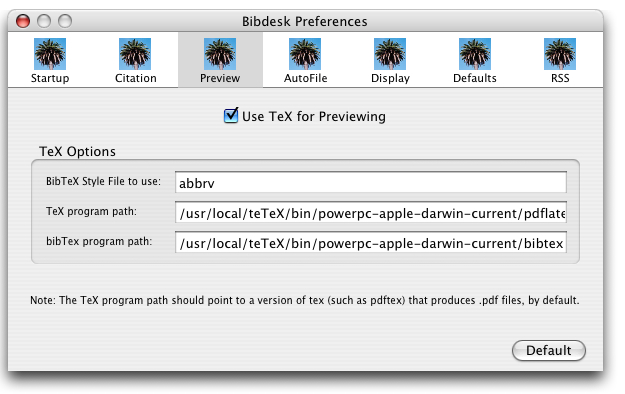 Bibdesk Preferences
Startup Citation Preview AutoFile Display Defaults RSS
Use TeX for Previewing
TeX Options
BibTeX Style File to use: abbrv
TeX program path: /usr/local/teTeX/bin/powerpc-apple-darwin-current/pdflate
bibTex program path: /usr/local/teTeX/bin/powerpc-apple-darwin-current/bibtex
Note: The TeX program path should point to a version of tex (such as pdftex) that produces .pdf files, by default.
Default